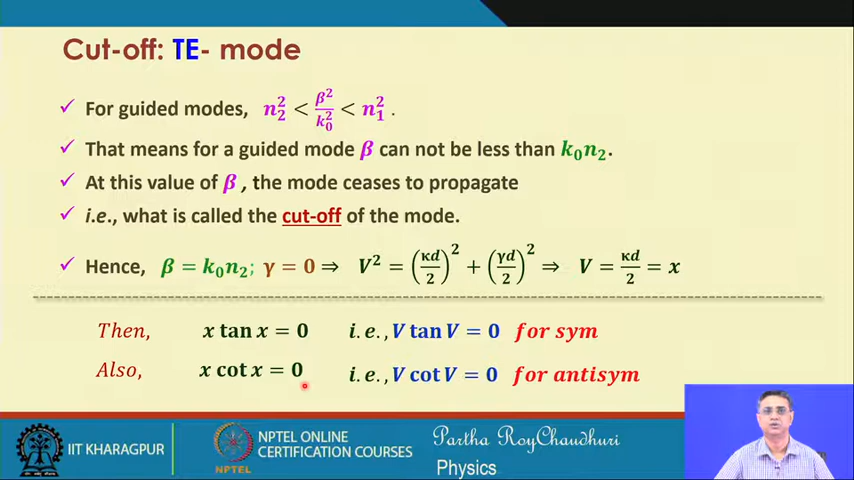 Cut-off: TE- mode
✓ For guided modes, n₂² < β²/k₀² < n₁² .
✓ That means for a guided mode β can not be less than k₀n₂.
✓ At this value of β , the mode ceases to propagate
✓ i.e., what is called the cut-off of the mode.
✓ Hence, β = k₀n₂; γ = 0 ⇒ V² = (κd/2)² + (γd/2)² ⇒ V = κd/2 = x
Then, x tan x = 0 i.e., V tan V = 0 for sym
Also, x cot x = 0 i.e., V cot V = 0 for antisym
IIT KHARAGPUR
NPTEL
NPTEL ONLINE
CERTIFICATION COURSES
Partha RoyChaudhuri
Physics